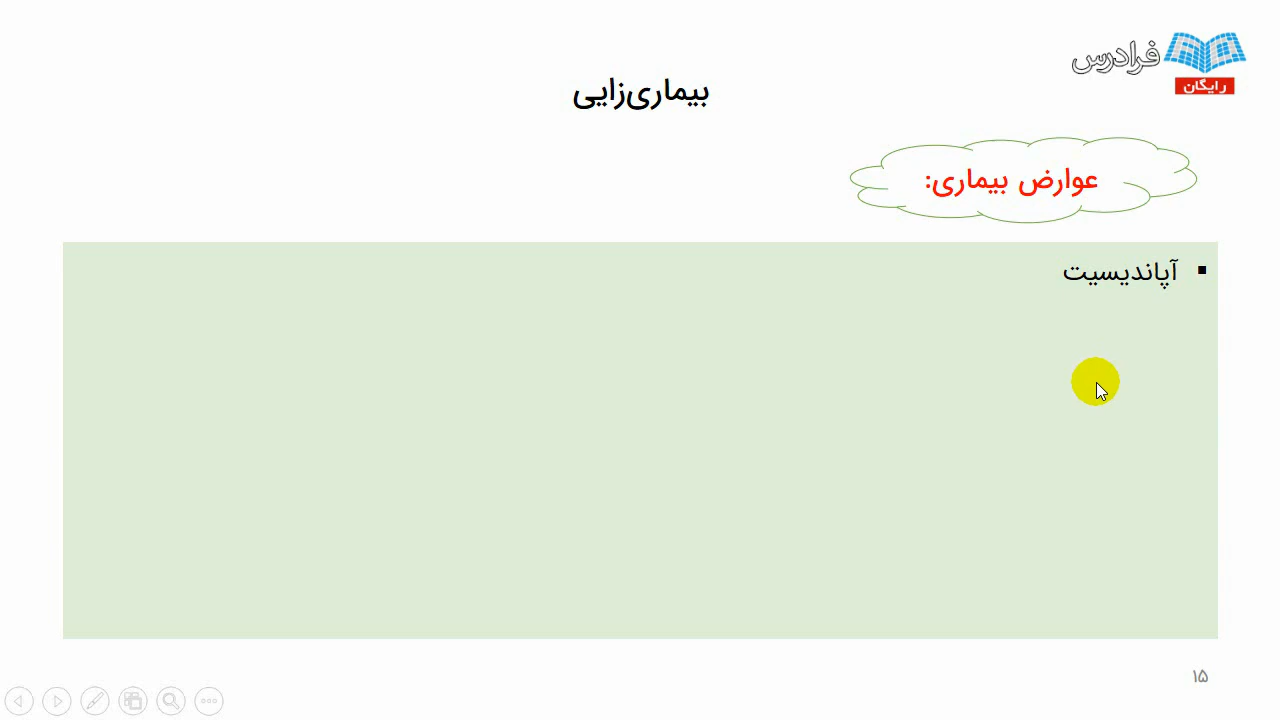 فرادرس
رایگان
بیماری‌زایی
عوارض بیماری:
▪ آپاندیسیت
۱۵